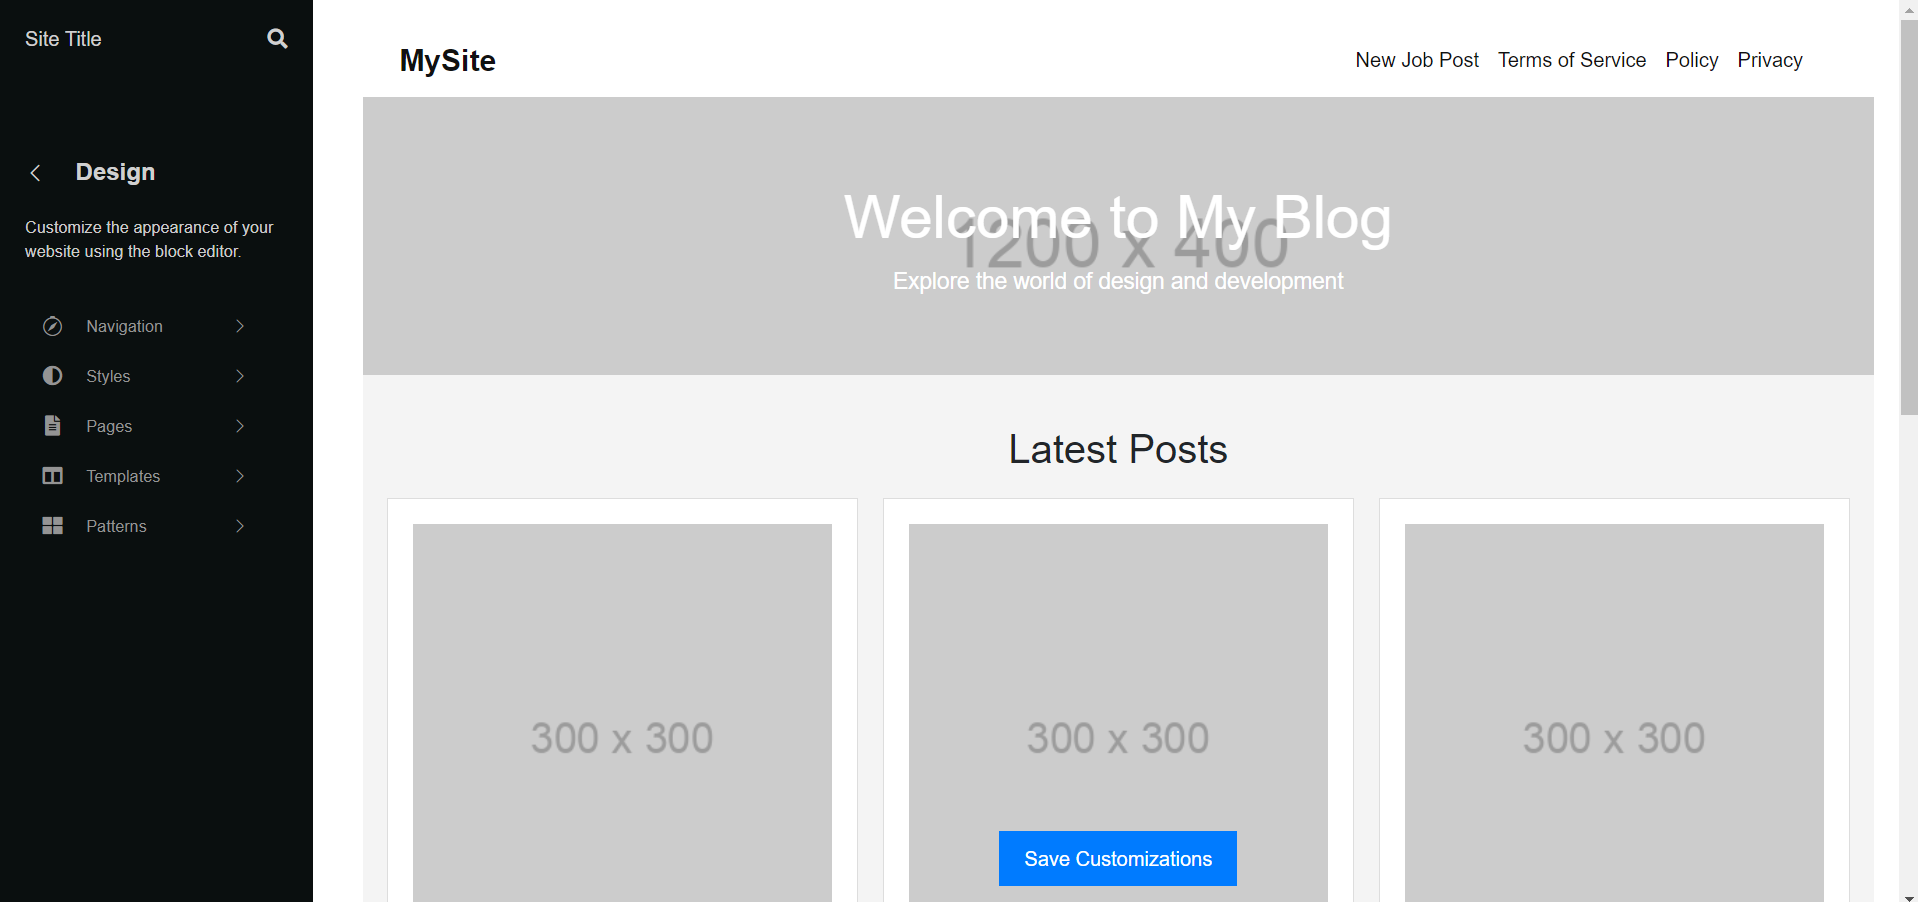 Site Title
Design
Customize the appearance of your
website using the block editor.
Navigation
Styles
Pages
Templates
Patterns
MySite
New Job Post Terms of Service Policy Privacy
Welcome to My Blog
1200 x 400
Explore the world of design and development
Latest Posts
300 x 300 300 x 300 300 x 300
Save Customizations